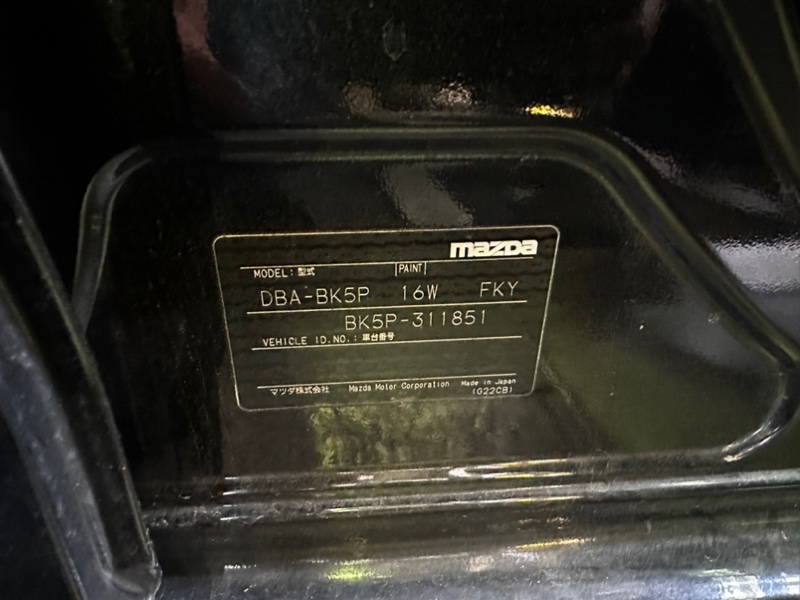 mazDa
MODEL: 型式 PAINT
DBA-BK5P 16W FKY
BK5P-311851
VEHICLE ID.NO.: 車台番号
マツダ株式会社 Mazda Motor Corporation Made in Japan
(G22CB)